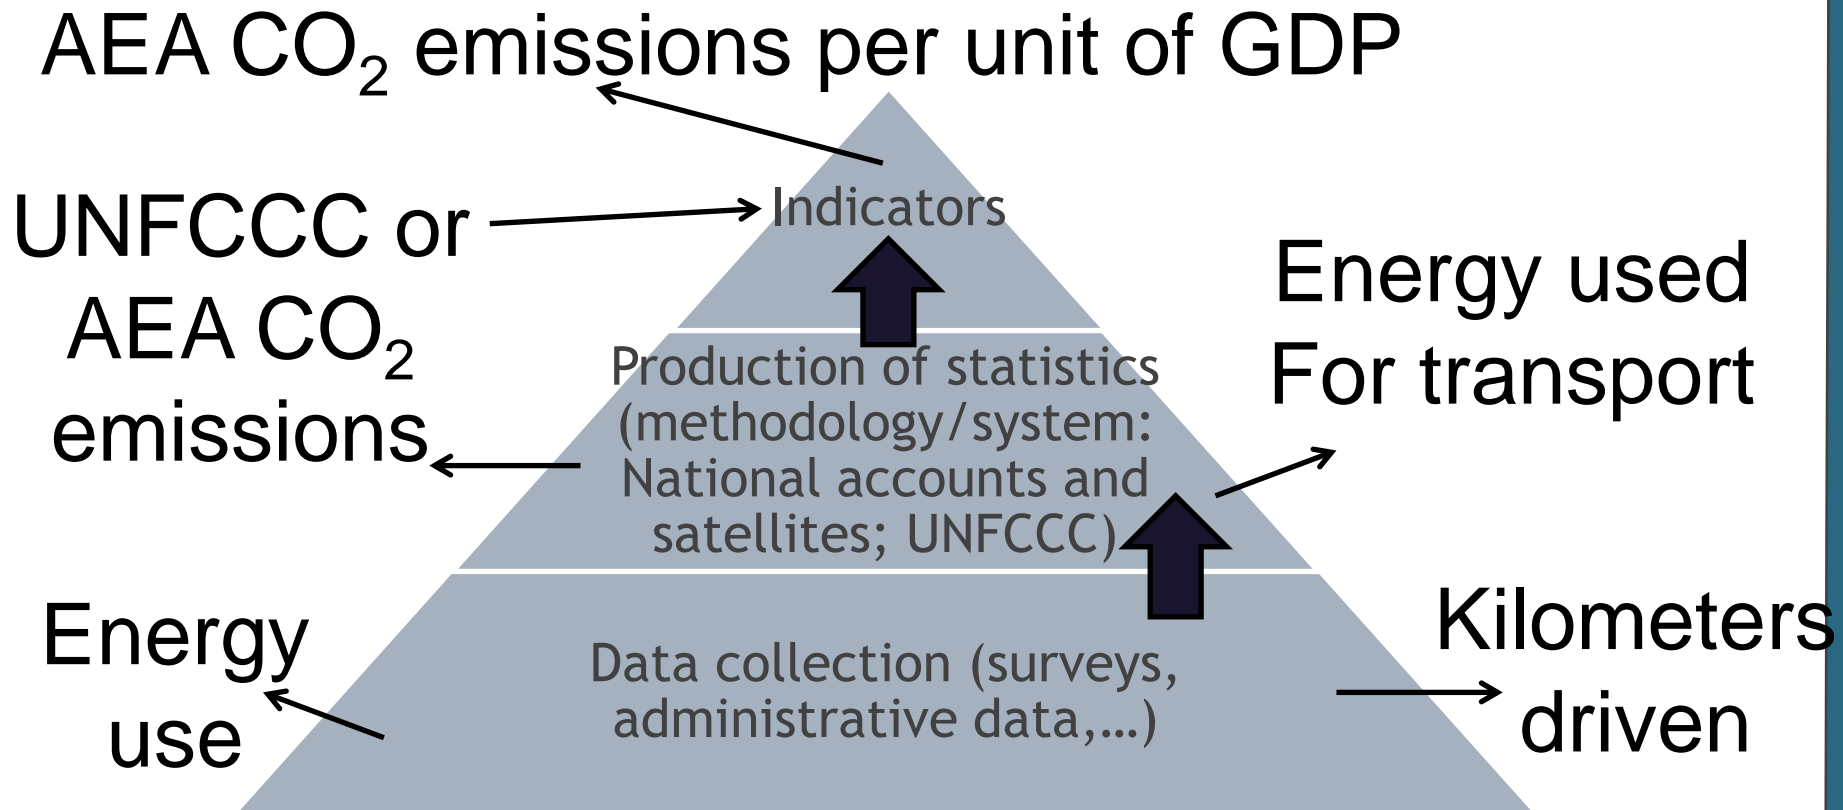 AEA CO₂ emissions per unit of GDP
UNFCCC or
AEA CO₂
emissions
Indicators
Energy used
For transport
Production of statistics
(methodology/system:
National accounts and
satellites; UNFCCC)
Energy
use
Data collection (surveys,
administrative data,…)
Kilometers
driven